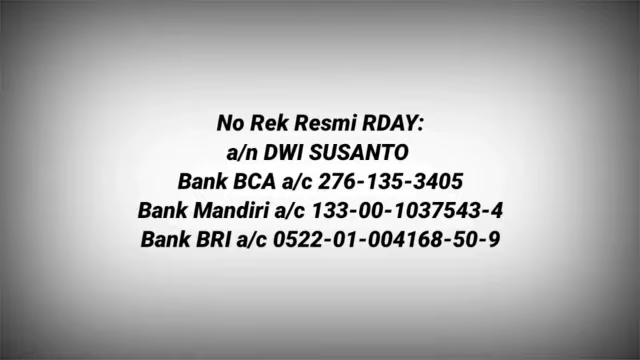 No Rek Resmi RDAY:
a/n DWI SUSANTO
Bank BCA a/c 276-135-3405
Bank Mandiri a/c 133-00-1037543-4
Bank BRI a/c 0522-01-004168-50-9